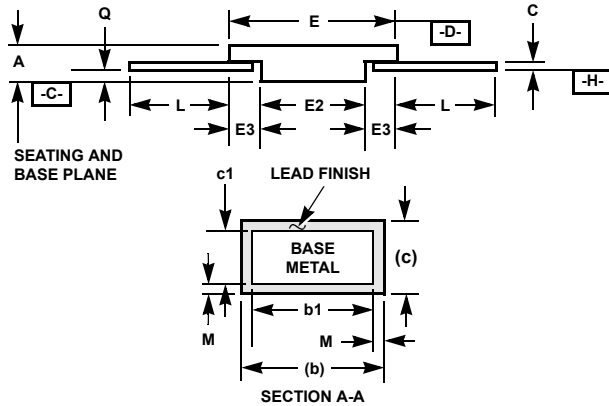 Q
E
-D-
C
A
-C-
-H-
L
E2
L
E3
E3
SEATING AND
BASE PLANE
c1
LEAD FINISH
BASE
METAL
(c)
M
b1
M
(b)
SECTION A-A